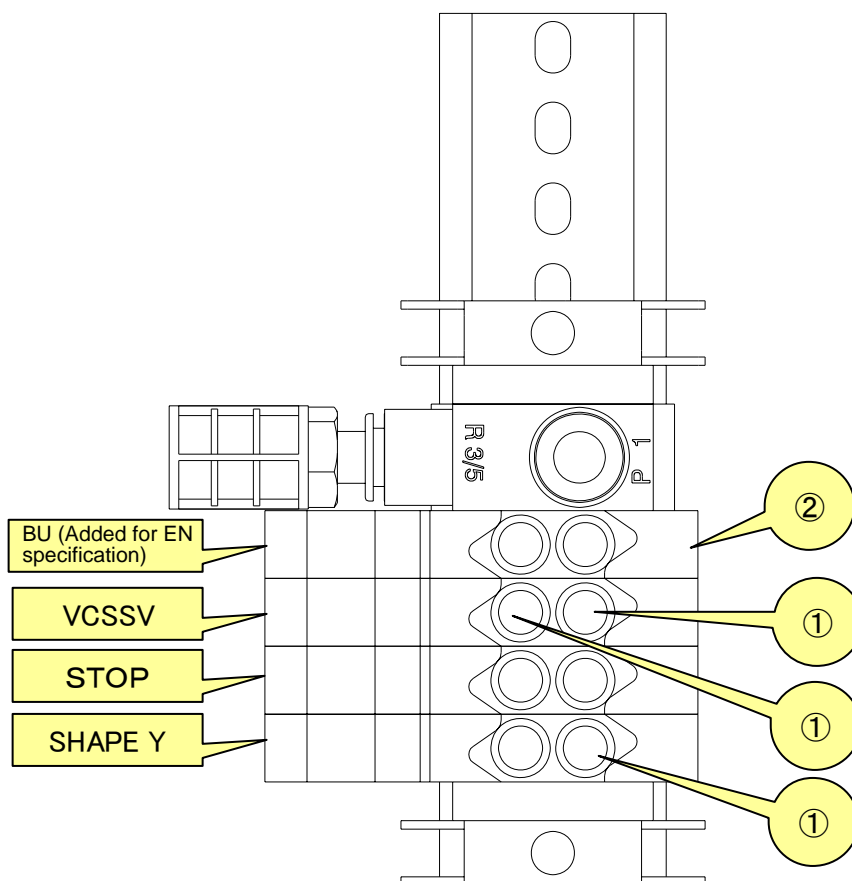 R 3/5
1
P
②
BU (Added for EN
specification)
VCSSV
①
STOP
①
SHAPE Y
①